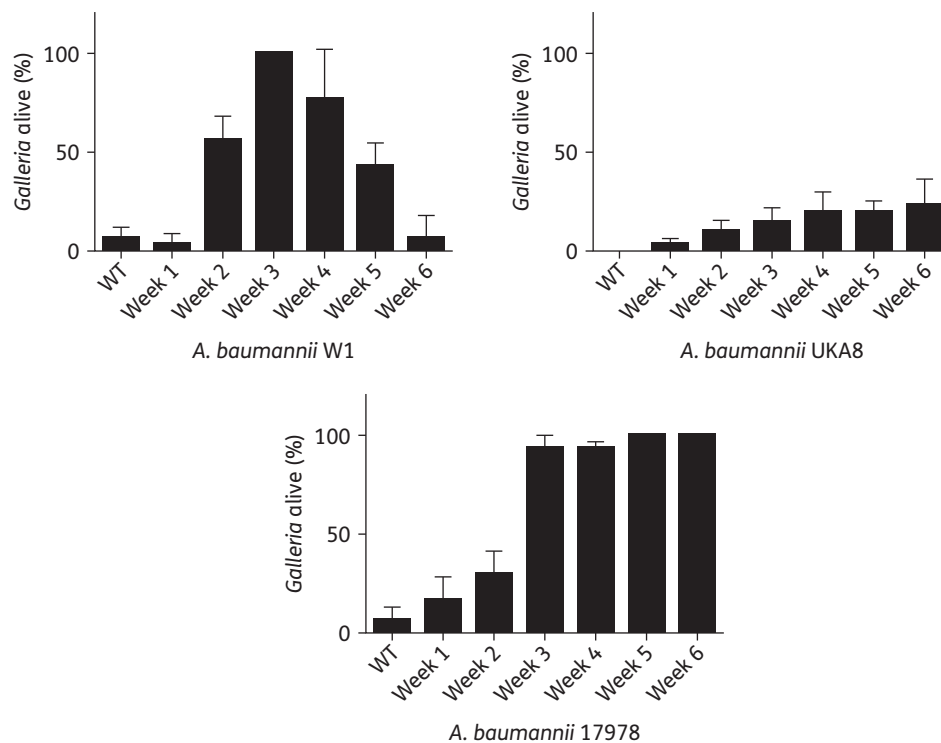 Galleria alive (%)
100
50
0
WT
Week 1
Week 2
Week 3
Week 4
Week 5
Week 6
A. baumannii W1
Galleria alive (%)
100
50
0
WT
Week 1
Week 2
Week 3
Week 4
Week 5
Week 6
A. baumannii UKA8
Galleria alive (%)
100
50
0
WT
Week 1
Week 2
Week 3
Week 4
Week 5
Week 6
A. baumannii 17978